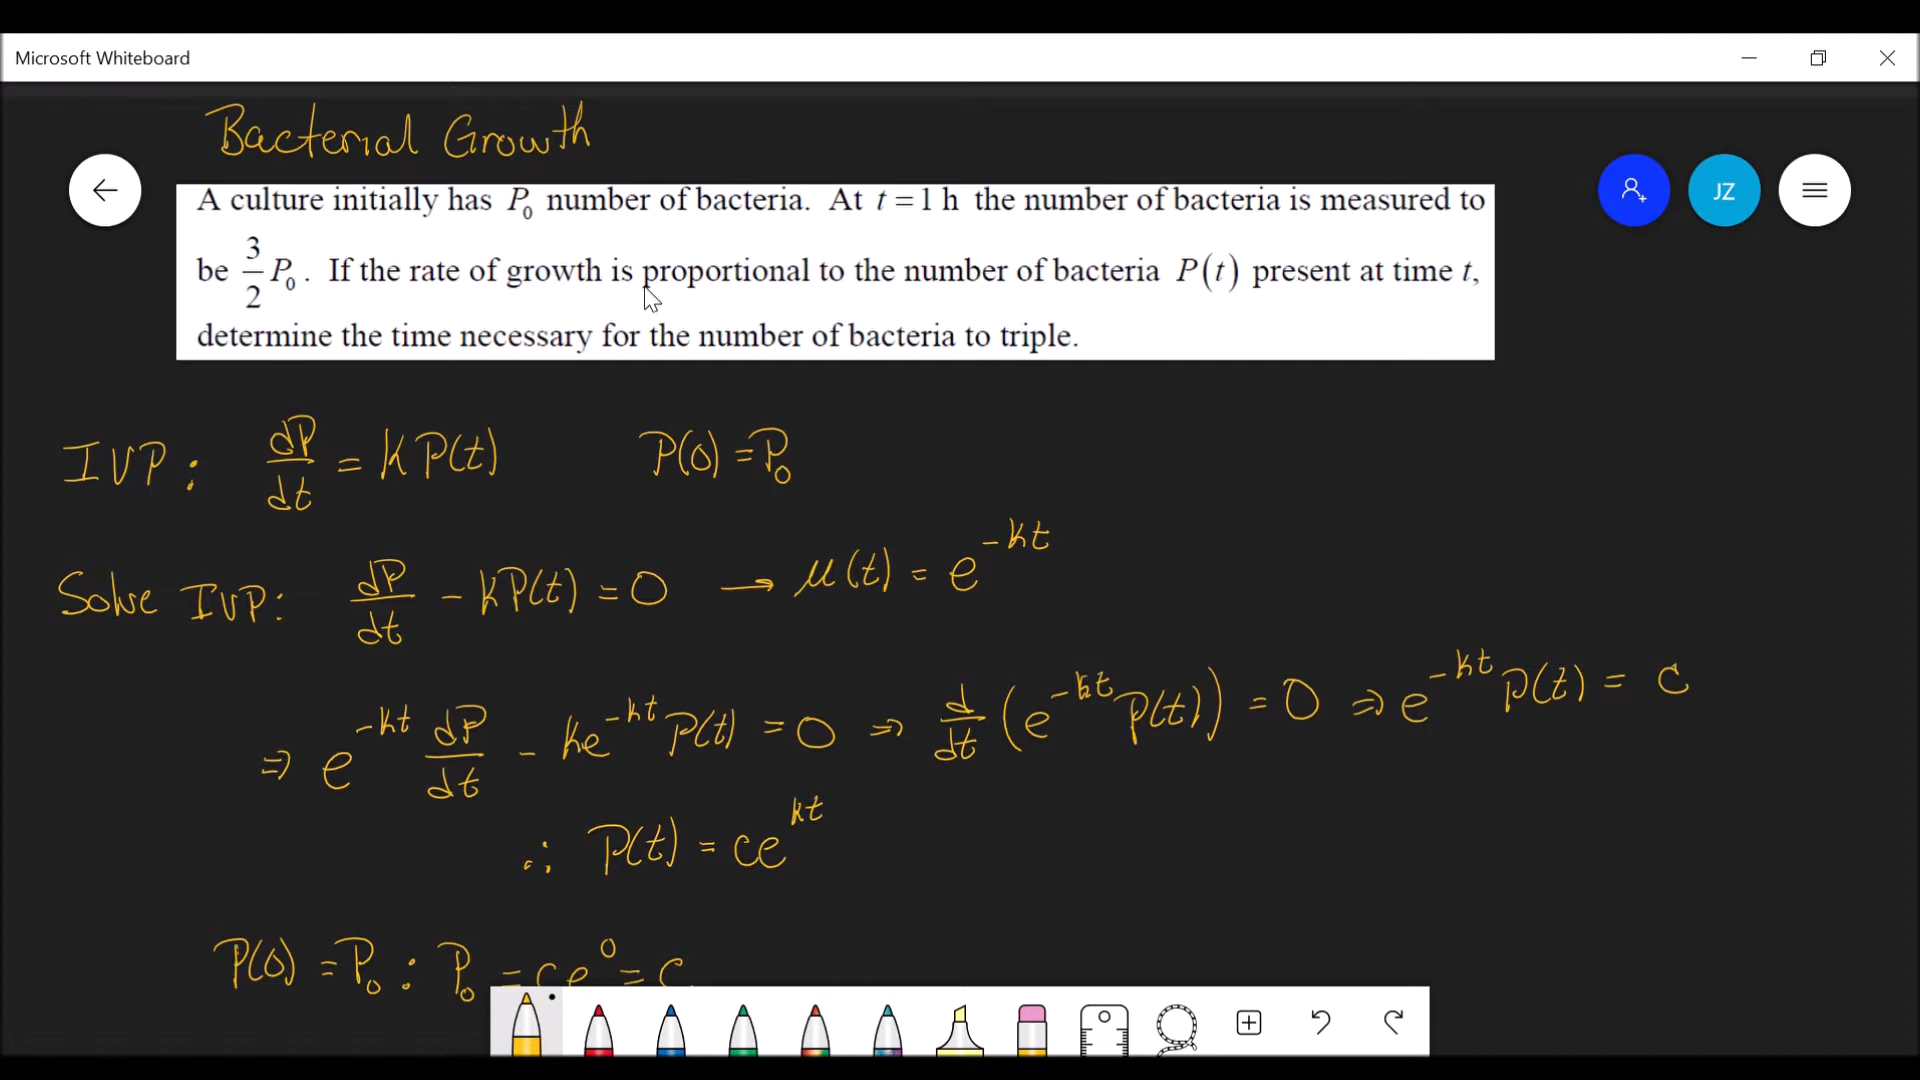 Microsoft Whiteboard
Bacterial Growth
A culture initially has P₀ number of bacteria. At t = 1 h the number of bacteria is measured to
be 3/2 P₀. If the rate of growth is proportional to the number of bacteria P(t) present at time t,
determine the time necessary for the number of bacteria to triple.
JZ
IVP: dP/dt = KP(t) P(0) = P₀
Solve IVP: dP/dt - KP(t) = 0 → μ(t) = e^(-kt)
⇒ e^(-kt) dP/dt - ke^(-kt) P(t) = 0 ⇒ d/dt (e^(-kt) P(t)) = 0 ⇒ e^(-kt) P(t) = c
∴ P(t) = ce^(kt)
P(0) = P₀ : P₀ = ce^0 = c